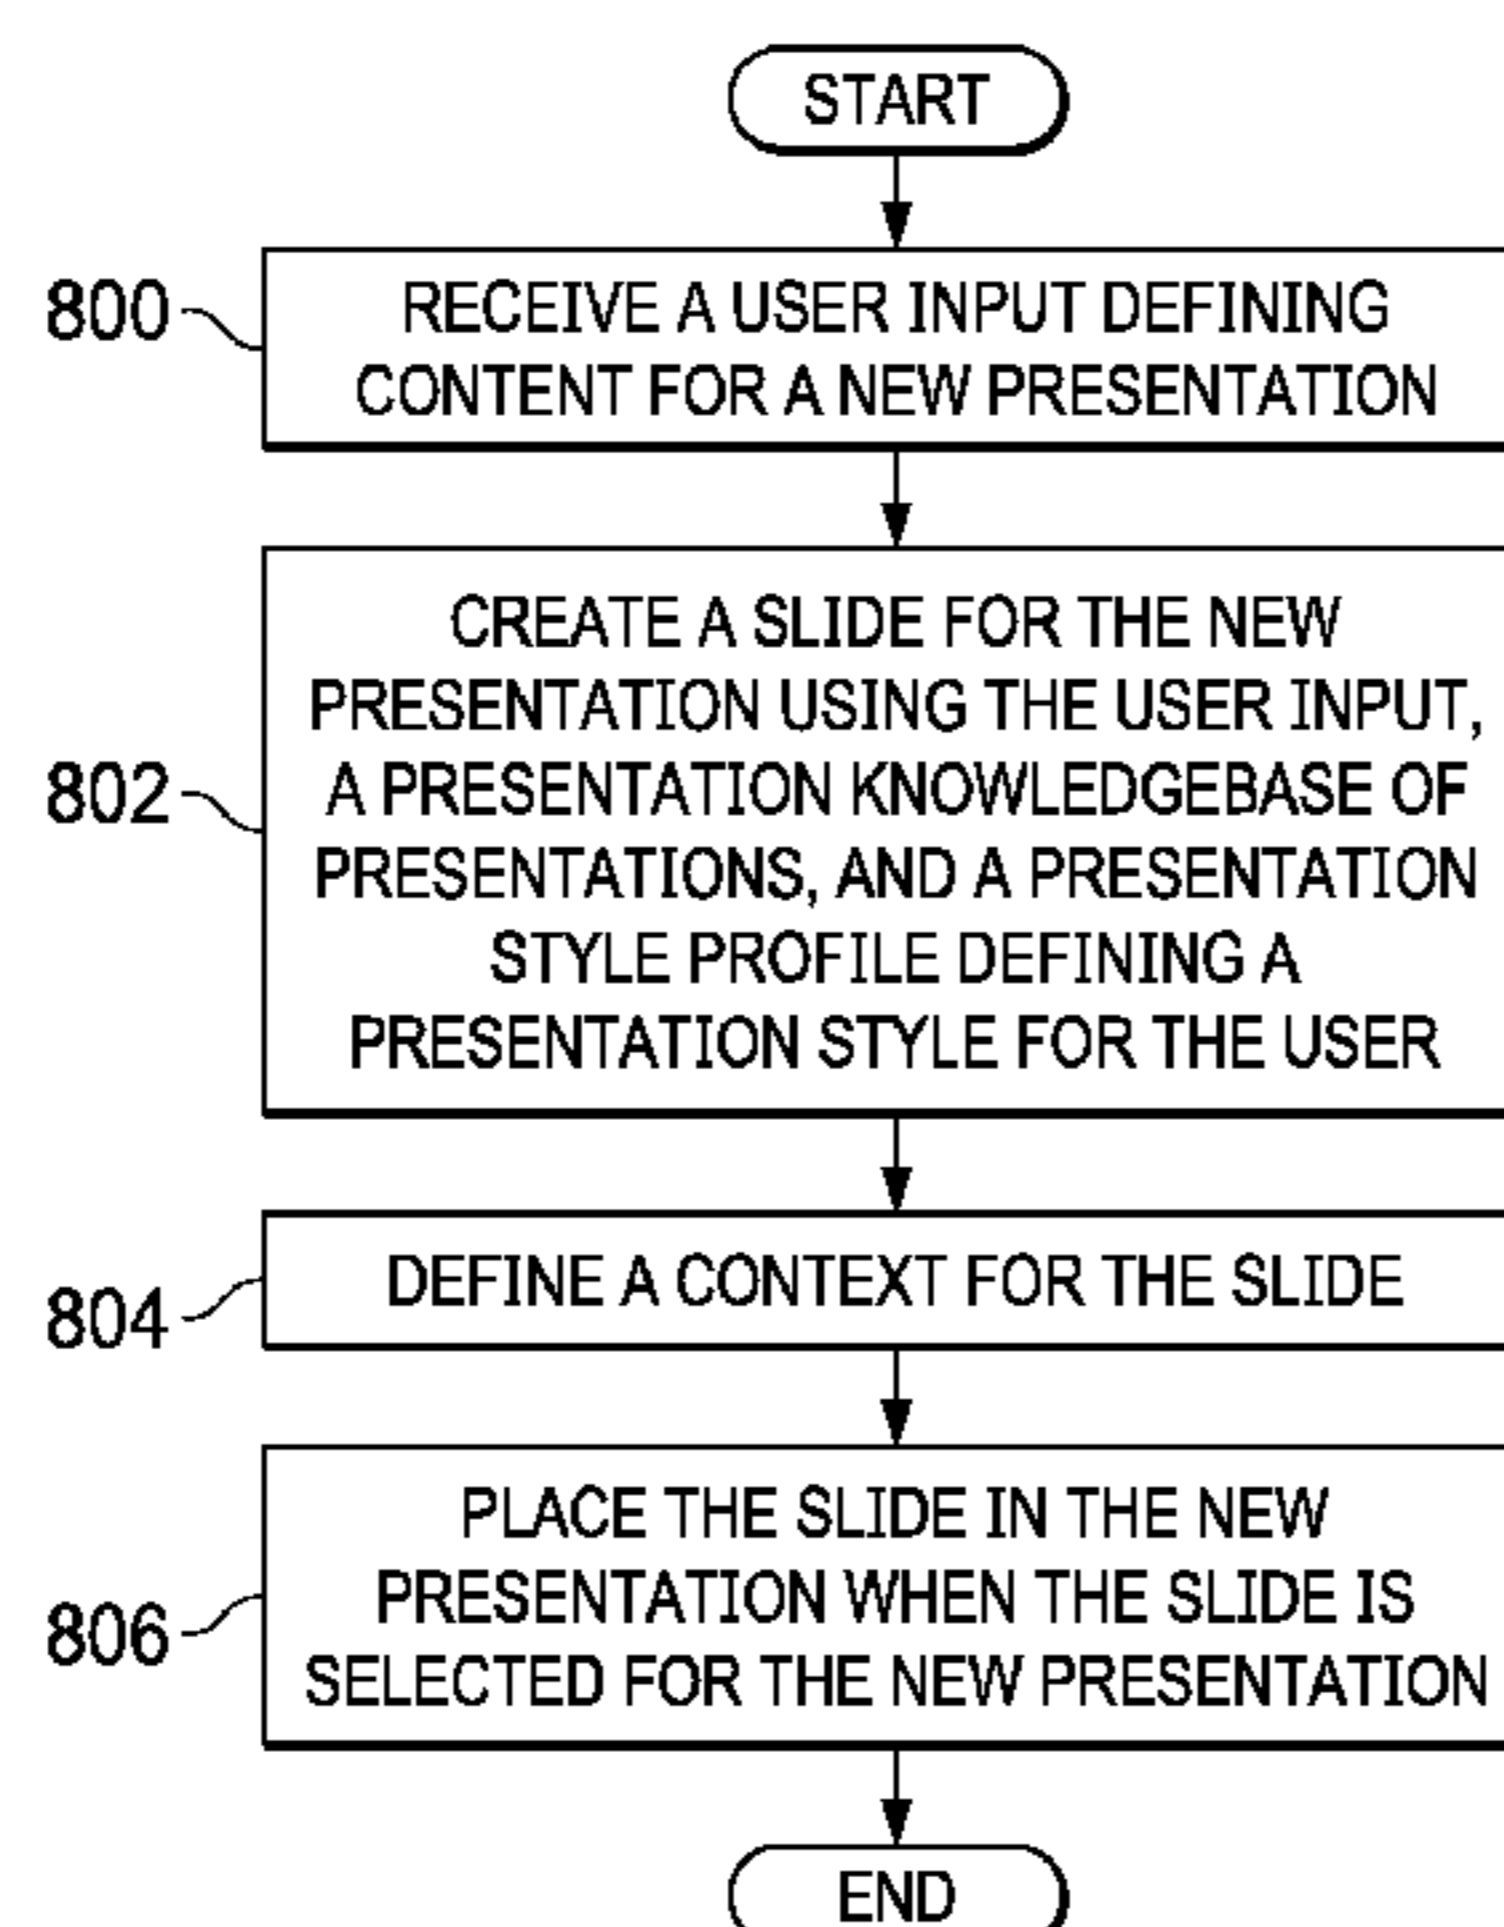 START
800
RECEIVE A USER INPUT DEFINING
CONTENT FOR A NEW PRESENTATION
802
CREATE A SLIDE FOR THE NEW
PRESENTATION USING THE USER INPUT,
A PRESENTATION KNOWLEDGEBASE OF
PRESENTATIONS, AND A PRESENTATION
STYLE PROFILE DEFINING A
PRESENTATION STYLE FOR THE USER
804
DEFINE A CONTEXT FOR THE SLIDE
806
PLACE THE SLIDE IN THE NEW
PRESENTATION WHEN THE SLIDE IS
SELECTED FOR THE NEW PRESENTATION
END